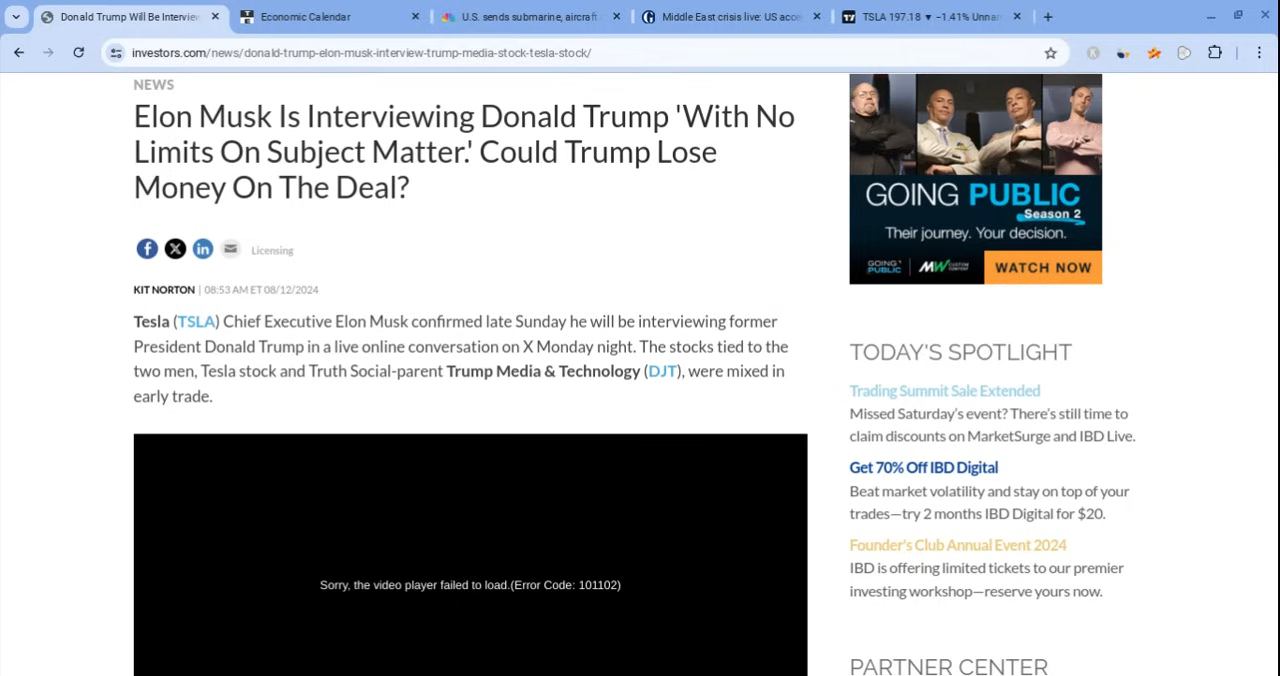 Donald Trump Will Be Interview
Economic Calendar
U.S. sends submarine, aircraft
Middle East crisis live: US acce
TSLA 197.18 ▼ −1.41% Unnam
investors.com/news/donald-trump-elon-musk-interview-trump-media-stock-tesla-stock/
NEWS
Elon Musk Is Interviewing Donald Trump 'With No
Limits On Subject Matter.' Could Trump Lose
Money On The Deal?
Licensing
KIT NORTON | 08:53 AM ET 08/12/2024
Tesla (TSLA) Chief Executive Elon Musk confirmed late Sunday he will be interviewing former
President Donald Trump in a live online conversation on X Monday night. The stocks tied to the
two men, Tesla stock and Truth Social-parent Trump Media & Technology (DJT), were mixed in
early trade.
Sorry, the video player failed to load.(Error Code: 101102)
GOING PUBLIC
Season 2
Their journey. Your decision.
GOING PUBLIC
MW CUSTOM CONTENT
WATCH NOW
TODAY'S SPOTLIGHT
Trading Summit Sale Extended
Missed Saturday's event? There's still time to
claim discounts on MarketSurge and IBD Live.
Get 70% Off IBD Digital
Beat market volatility and stay on top of your
trades—try 2 months IBD Digital for $20.
Founder's Club Annual Event 2024
IBD is offering limited tickets to our premier
investing workshop—reserve yours now.
PARTNER CENTER